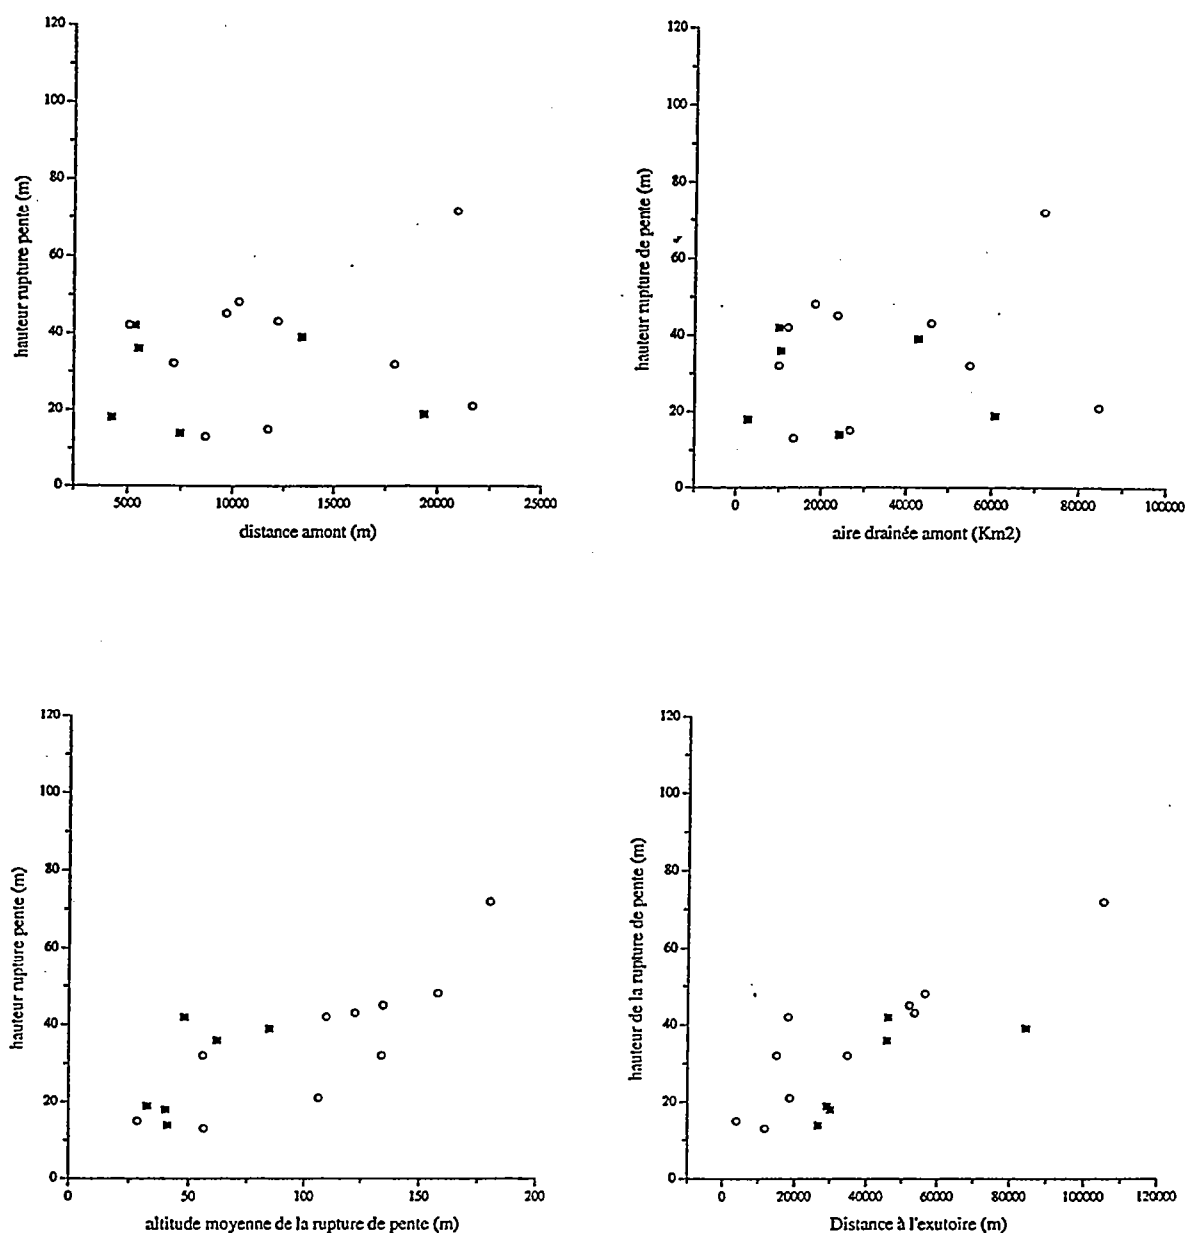 120
100
80
60
40
20
0
hauteur rupture pente (m)
5000 10000 15000 20000 25000
distance amont (m)
120
100
80
60
40
20
0
hauteur rupture de pente (m)
0 20000 40000 60000 80000 100000
aire drainée amont (Km2)
120
100
80
60
40
20
0
hauteur rupture pente (m)
0 50 100 150 200
altitude moyenne de la rupture de pente (m)
120
100
80
60
40
20
0
hauteur de la rupture de pente (m)
0 20000 40000 60000 80000 100000 120000
Distance à l'exutoire (m)